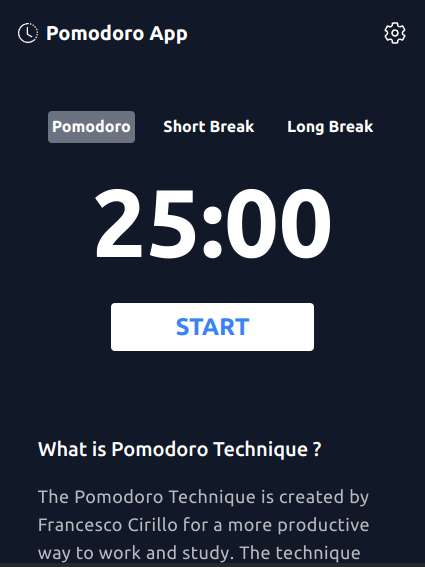 Pomodoro App
Pomodoro Short Break Long Break
25:00
START
What is Pomodoro Technique ?
The Pomodoro Technique is created by
Francesco Cirillo for a more productive
way to work and study. The technique